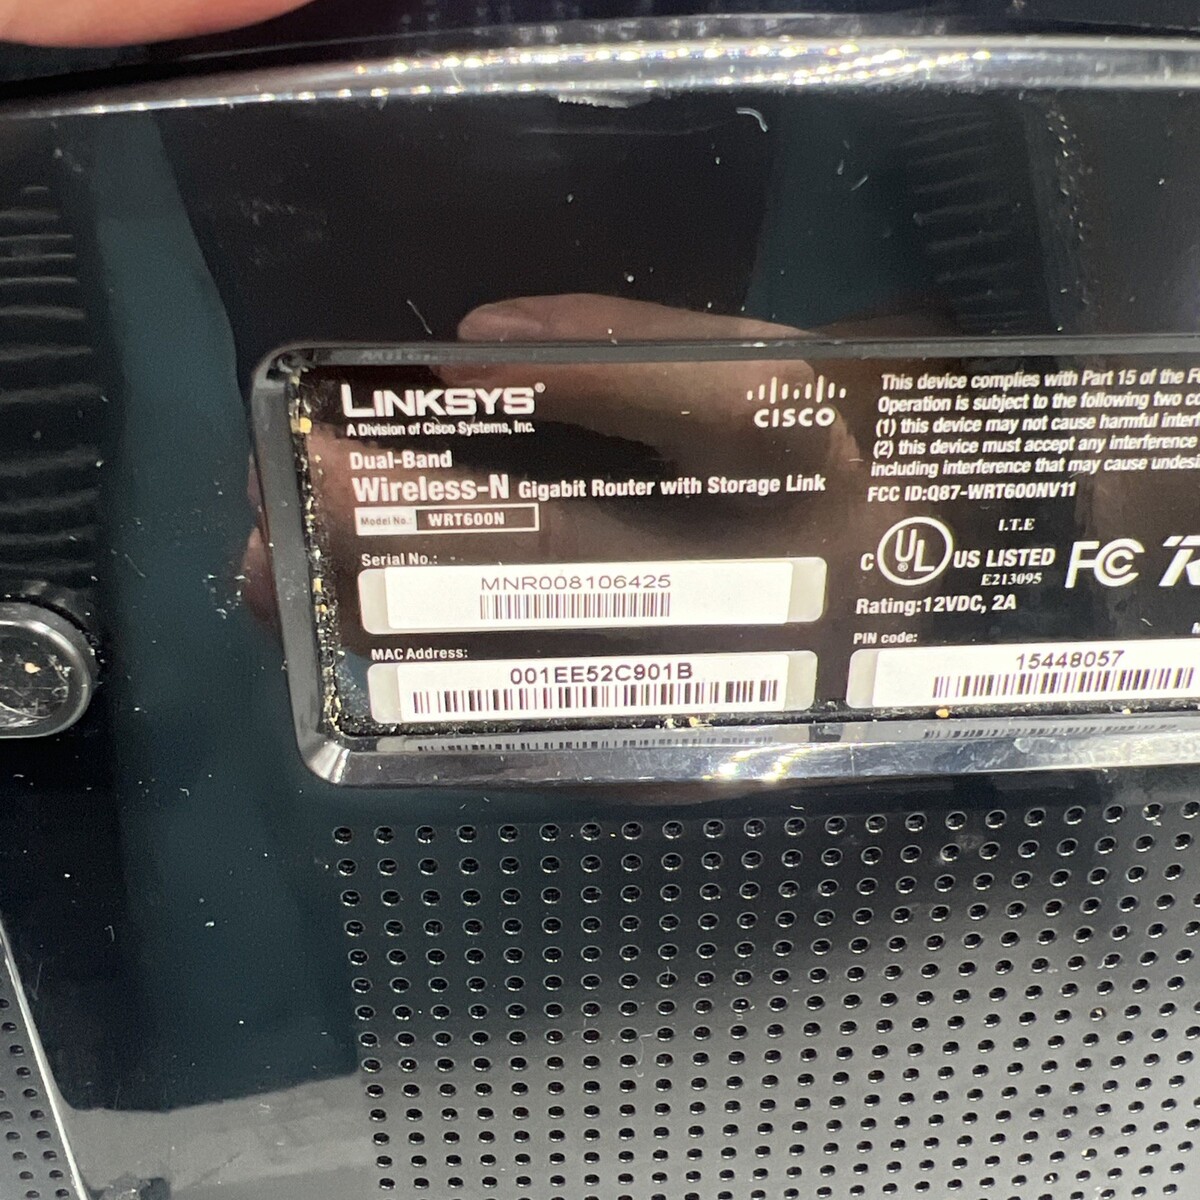 LINKSYS®
A Division of Cisco Systems, Inc.
CISCO
Dual-Band
Wireless-N Gigabit Router with Storage Link
Model No.: WRT600N
Serial No.:
MNR008106425
MAC Address:
001EE52C901B
This device complies with Part 15 of the
Operation is subject to the following two
(1) this device may not cause harmful
(2) this device must accept any interference
including interference that may cause
FCC ID:Q87-WRT600NV11
I.T.E
C UL® US LISTED
E213095
FC
Rating:12VDC, 2A
PIN code:
15448057